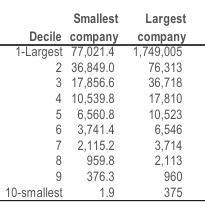 Smallest Largest
Decile company company
1-Largest 77,021.4 1,749,005
2 36,849.0 76,313
3 17,856.6 36,718
4 10,539.8 17,810
5 6,560.8 10,523
6 3,741.4 6,546
7 2,115.2 3,714
8 959.8 2,113
9 376.3 960
10-smallest 1.9 375